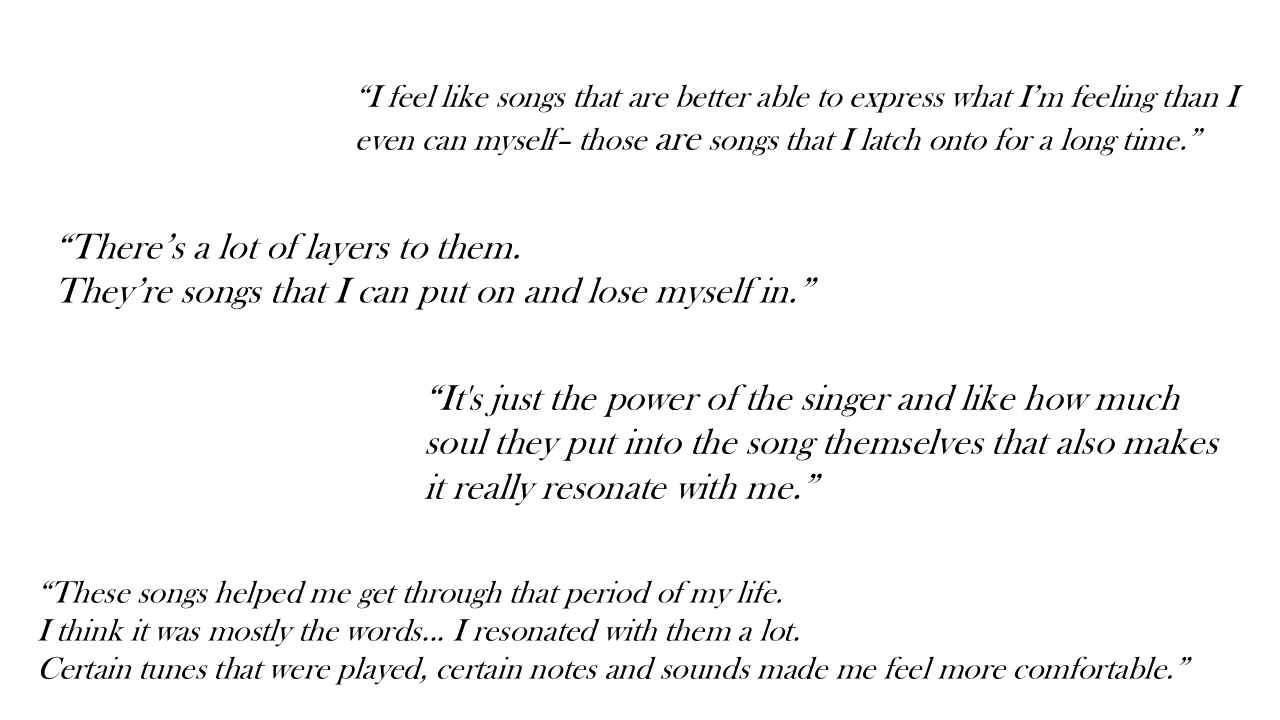 “I feel like songs that are better able to express what I’m feeling than I
even can myself– those are songs that I latch onto for a long time.”
“There’s a lot of layers to them.
They’re songs that I can put on and lose myself in.”
“It's just the power of the singer and like how much
soul they put into the song themselves that also makes
it really resonate with me.”
“These songs helped me get through that period of my life.
I think it was mostly the words... I resonated with them a lot.
Certain tunes that were played, certain notes and sounds made me feel more comfortable.”